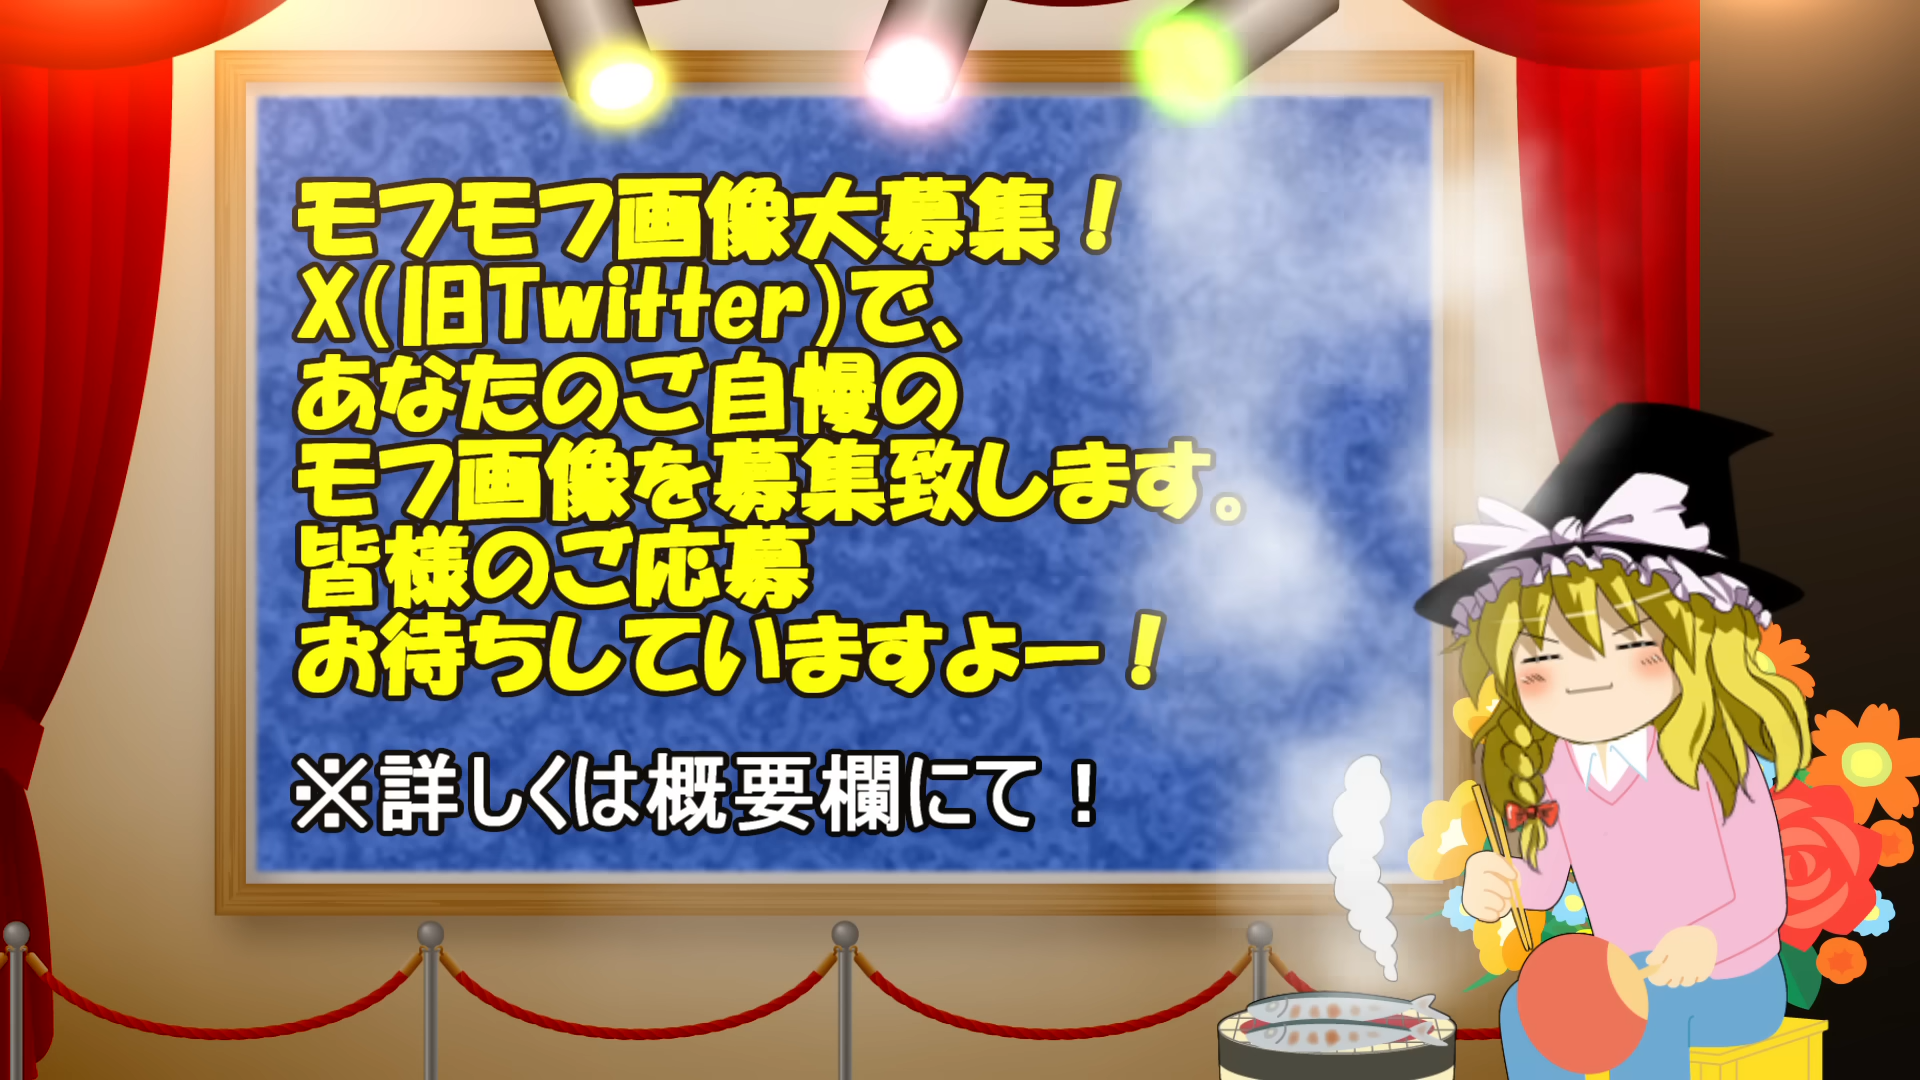 モフモフ画像大募集！
X(旧Twitter)で、
あなたのご自慢の
モフ画像を募集致します。
皆様のご応募
お待ちしていますよー！
※詳しくは概要欄にて！